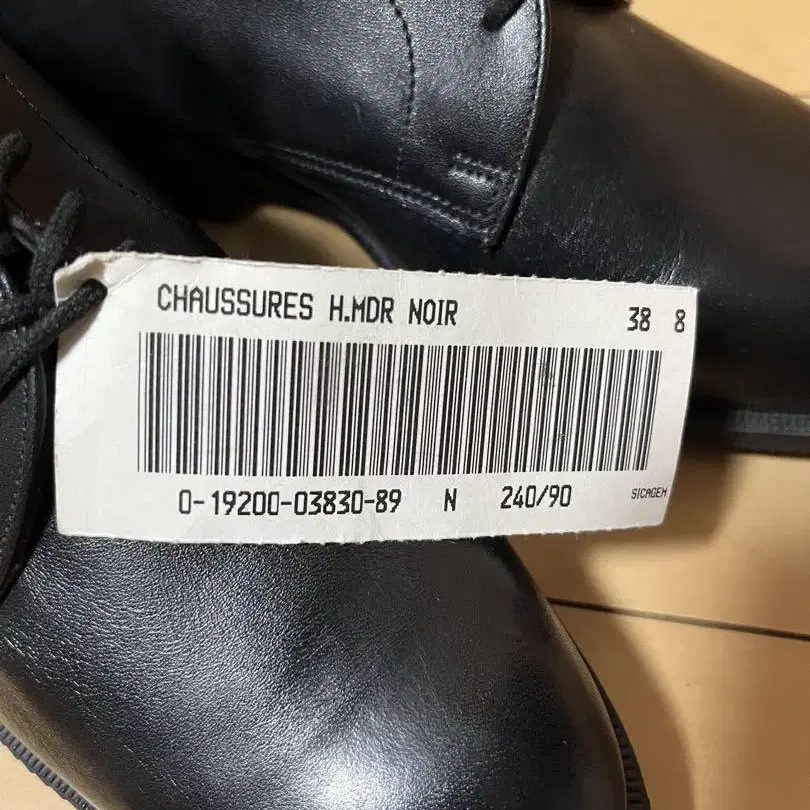 CHAUSSURES H.MDR NOIR 38 8
0-19200-03830-89 N 240/90 SICAGEM